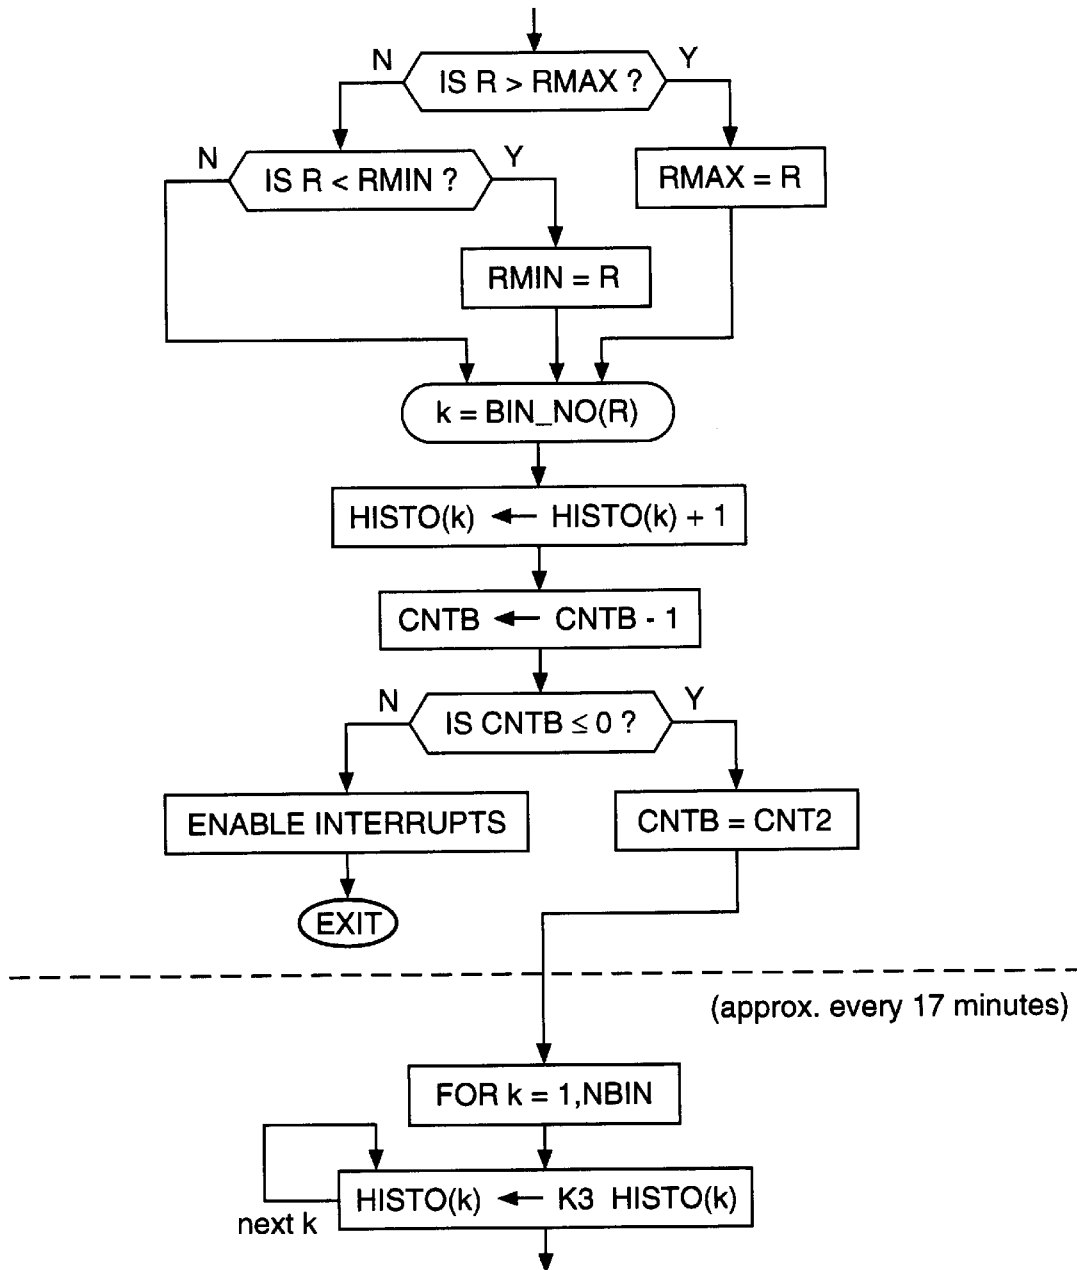 N
Y
IS R > RMAX ?
N
Y
IS R < RMIN ?
RMAX = R
RMIN = R
k = BIN_NO(R)
HISTO(k) ← HISTO(k) + 1
CNTB ← CNTB - 1
N
Y
IS CNTB ≤ 0 ?
ENABLE INTERRUPTS
CNTB = CNT2
EXIT
(approx. every 17 minutes)
FOR k = 1,NBIN
HISTO(k) ← K3 HISTO(k)
next k